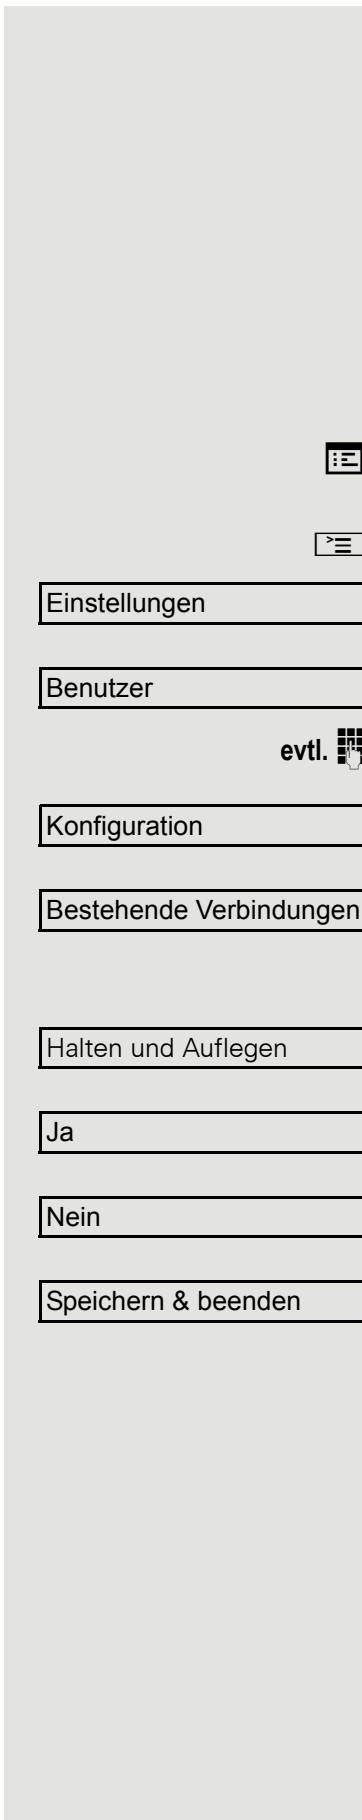 Einstellungen
Benutzer
evtl.
Konfiguration
Bestehende Verbindungen
Halten und Auflegen
Ja
Nein
Speichern & beenden